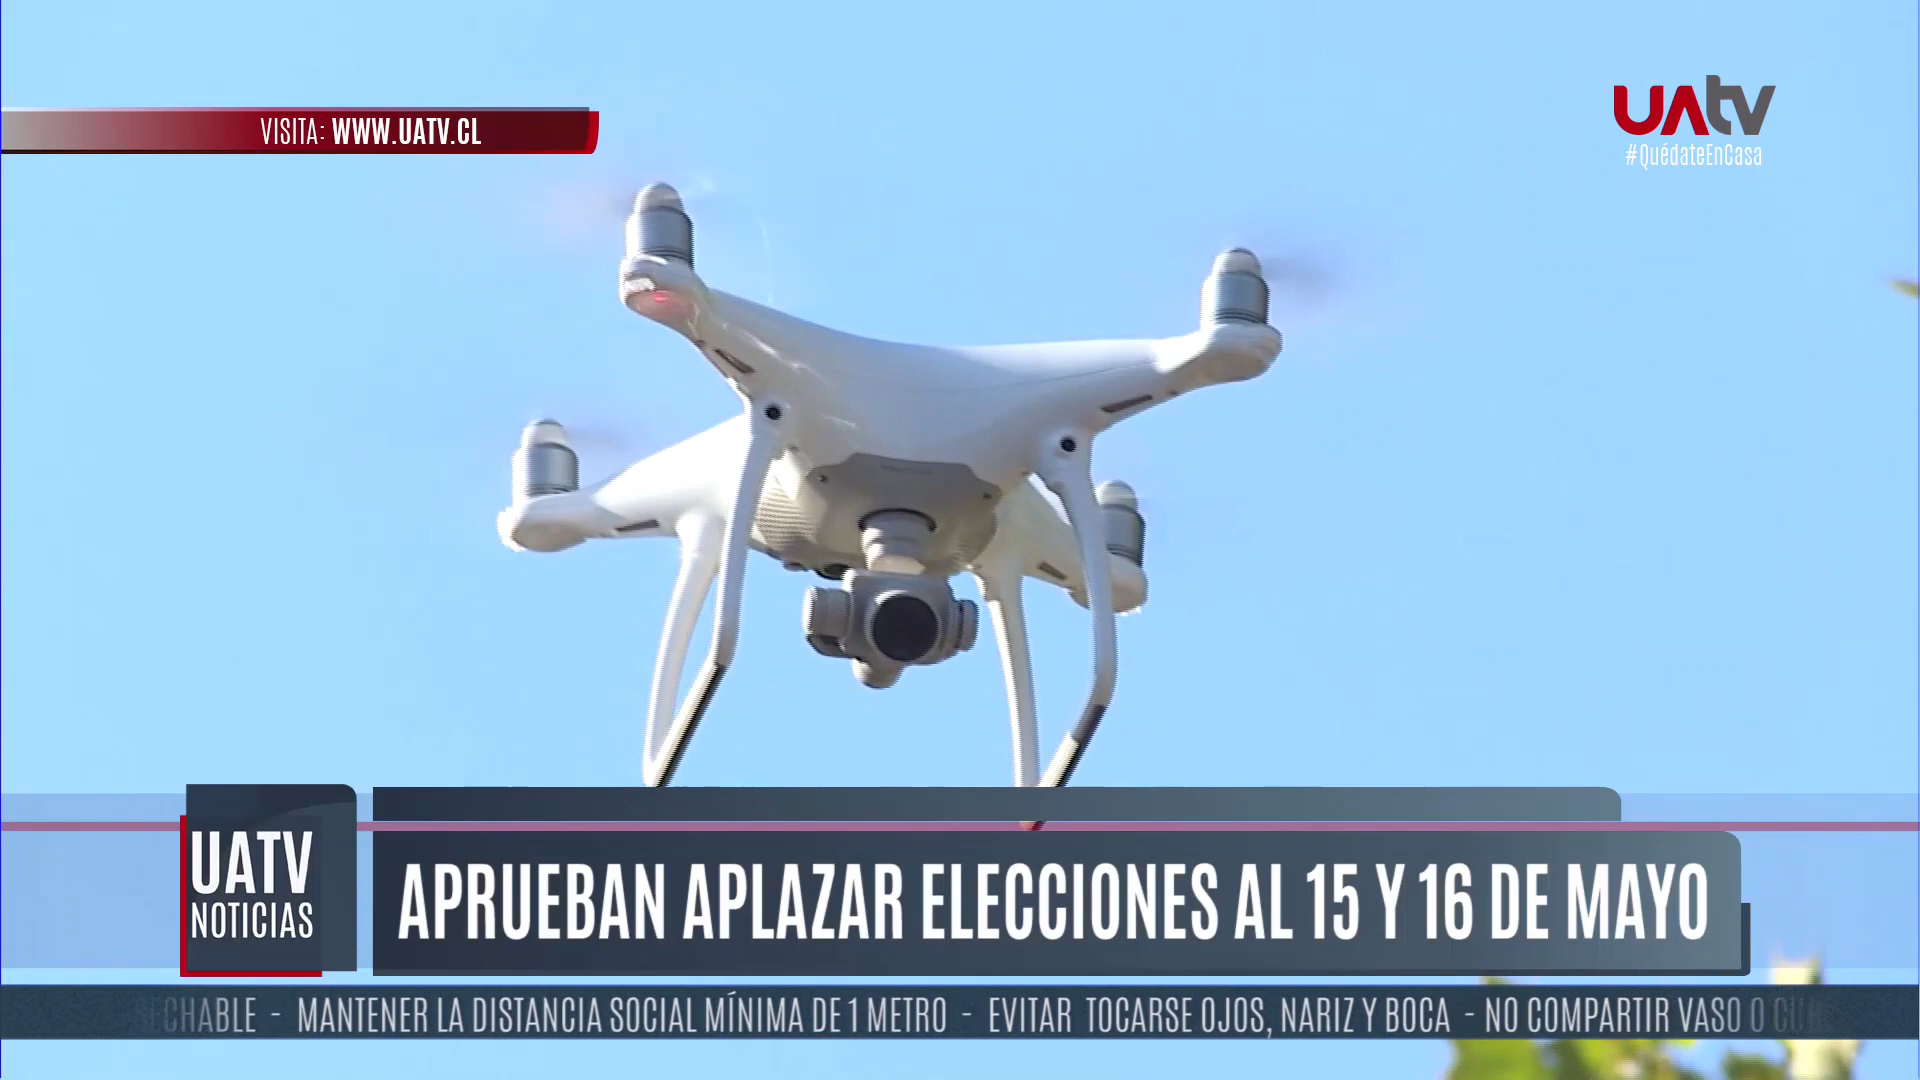 VISITA: WWW.UATV.CL
UAtv
#QuédateEnCasa
UATV
NOTICIAS
APRUEBAN APLAZAR ELECCIONES AL 15 Y 16 DE MAYO
- MANTENER LA DISTANCIA SOCIAL MÍNIMA DE 1 METRO - EVITAR TOCARSE OJOS, NARIZ Y BOCA - NO COMPARTIR VASO O